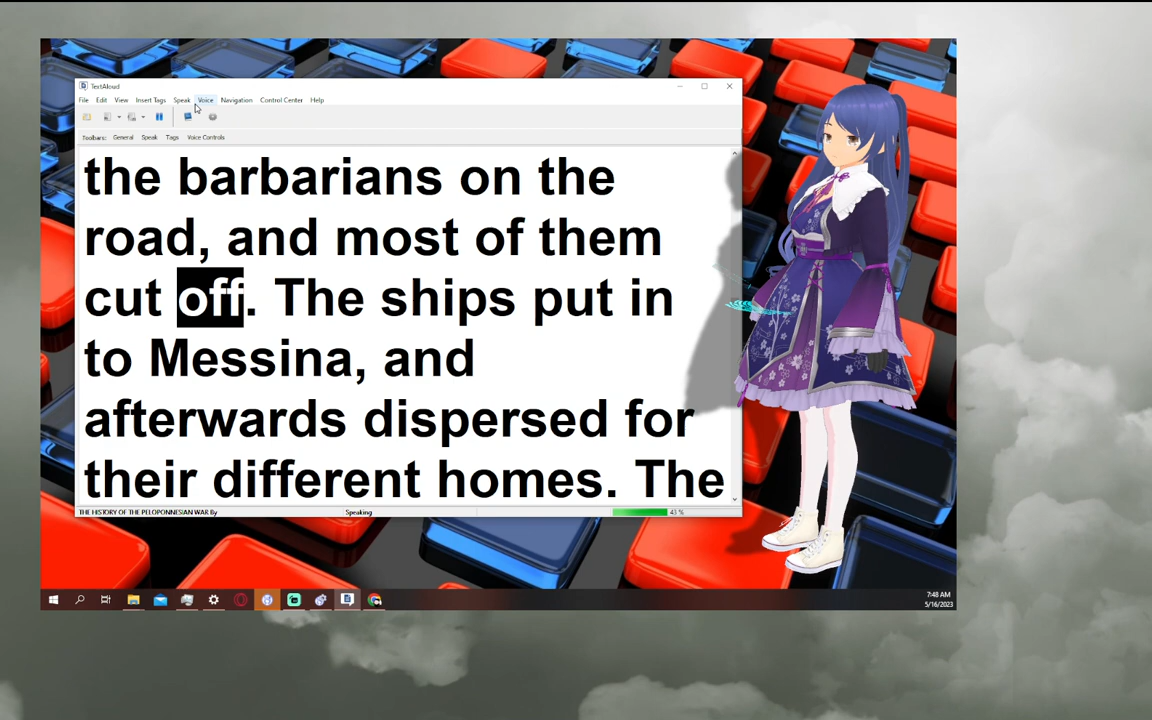 TextAloud
File Edit View Insert Tags Speak Voice Navigation Control Center Help
Toolbars: General Speak Tags Voice Controls
the barbarians on the
road, and most of them
cut off. The ships put in
to Messina, and
afterwards dispersed for
their different homes. The
THE HISTORY OF THE PELOPONNESIAN WAR By Speaking 43 %
7:48 AM
5/16/2023